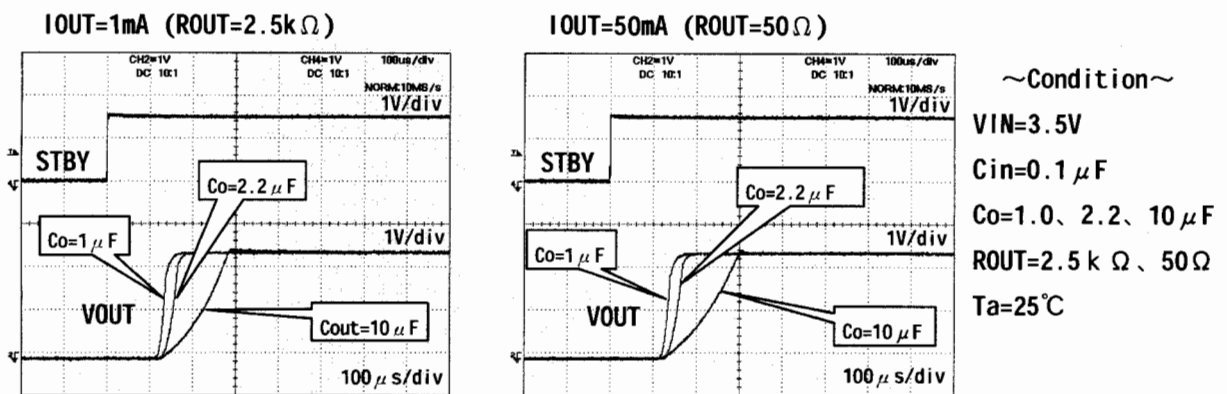 IOUT=1mA (ROUT=2.5kΩ)
CH2=1V
DC 10:1
CH4=1V
DC 10:1
100us/div
NORM:10MS/s
1V/div
STBY
Co=2.2μF
Co=1μF
1V/div
VOUT
Cout=10μF
100μs/div
IOUT=50mA (ROUT=50Ω)
CH2=1V
DC 10:1
CH4=1V
DC 10:1
100us/div
NORM:10MS/s
1V/div
STBY
Co=2.2μF
Co=1μF
1V/div
VOUT
Co=10μF
100μs/div
~Condition~
VIN=3.5V
Cin=0.1μF
Co=1.0、2.2、10μF
ROUT=2.5kΩ、50Ω
Ta=25℃